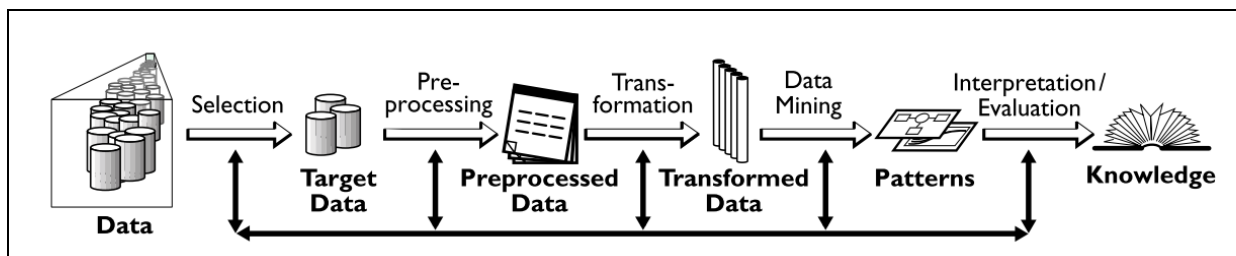 Selection
Pre-
processing
Trans-
formation
Data
Mining
Interpretation/
Evaluation
Data
Target
Data
Preprocessed
Data
Transformed
Data
Patterns
Knowledge